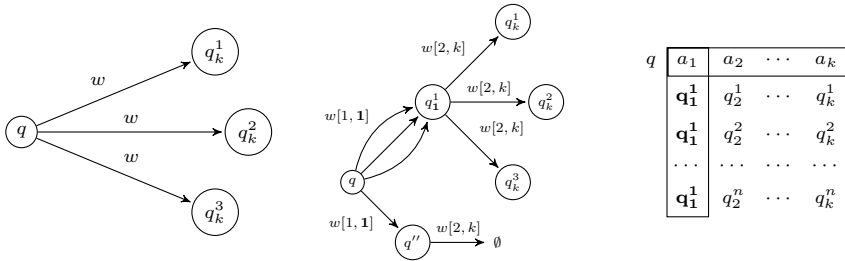 q
w
w
w
q_k^1
q_k^2
q_k^3
q
w[1, 𝟏]
w[1, 𝟏]
q_𝟏^1
w[2, k]
w[2, k]
w[2, k]
q_k^1
q_k^2
q_k^3
q''
w[2, k]
∅
q a_1 a_2 ⋯ a_k
𝐪_𝟏^𝟏 q_2^1 ⋯ q_k^1
𝐪_𝟏^𝟏 q_2^2 ⋯ q_k^2
⋯ ⋯ ⋯ ⋯
𝐪_𝟏^𝟏 q_2^n ⋯ q_k^n